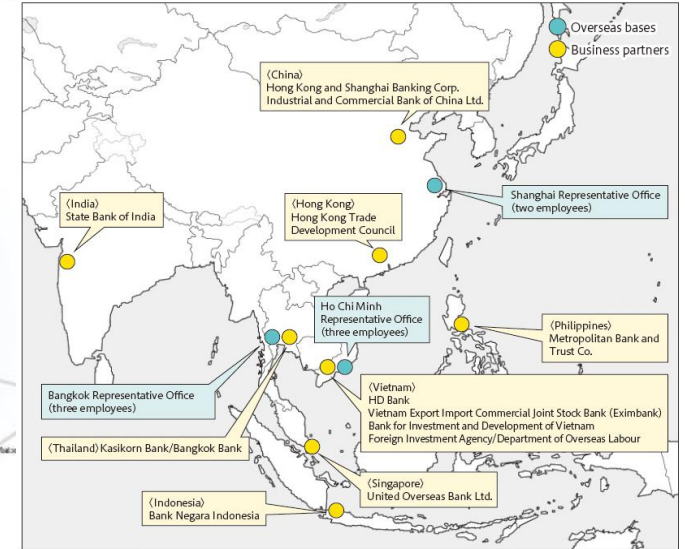 Overseas bases
Business partners
〈China〉
Hong Kong and Shanghai Banking Corp.
Industrial and Commercial Bank of China Ltd.
Shanghai Representative Office
(two employees)
〈India〉
State Bank of India
〈Hong Kong〉
Hong Kong Trade
Development Council
Ho Chi Minh
Representative Office
(three employees)
〈Philippines〉
Metropolitan Bank and
Trust Co.
Bangkok Representative Office
(three employees)
〈Vietnam〉
HD Bank
Vietnam Export Import Commercial Joint Stock Bank (Eximbank)
Bank for Investment and Development of Vietnam
Foreign Investment Agency/Department of Overseas Labour
〈Thailand〉Kasikorn Bank/Bangkok Bank
〈Singapore〉
United Overseas Bank Ltd.
〈Indonesia〉
Bank Negara Indonesia